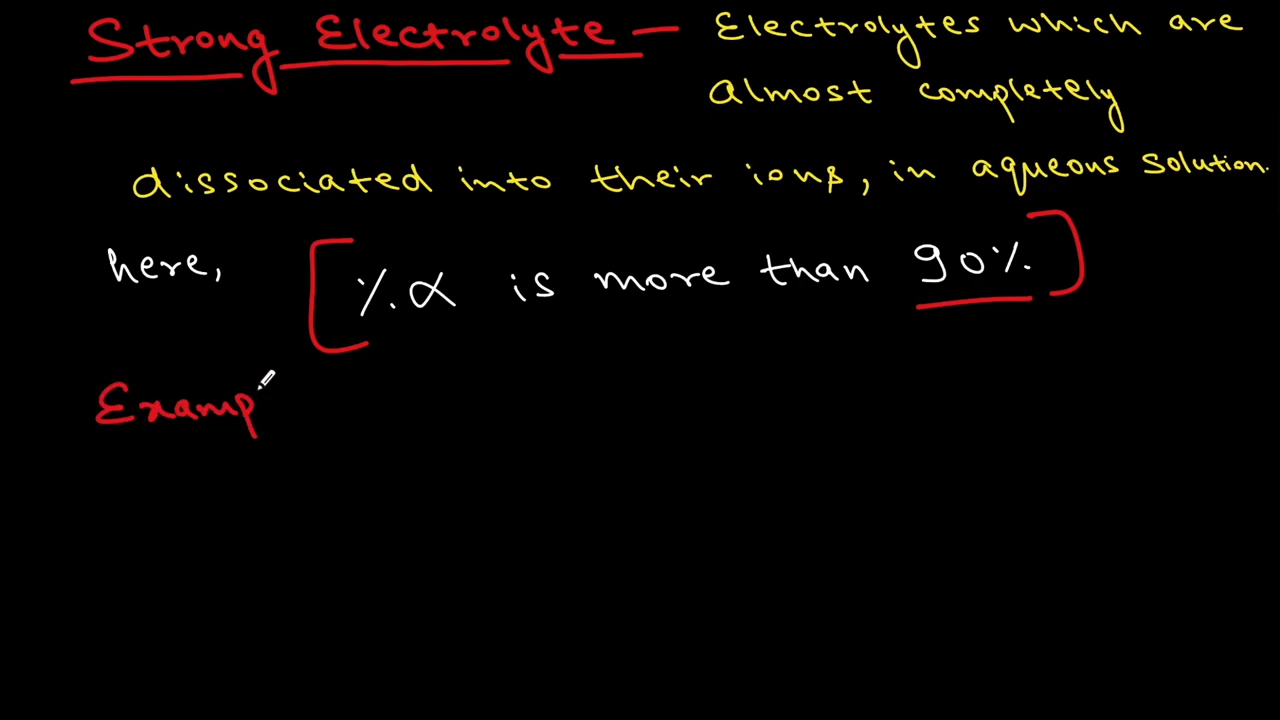 Strong Electrolyte — Electrolytes which are
almost completely
dissociated into their ions, in aqueous solution.
here, [%α is more than 90%]
Examp